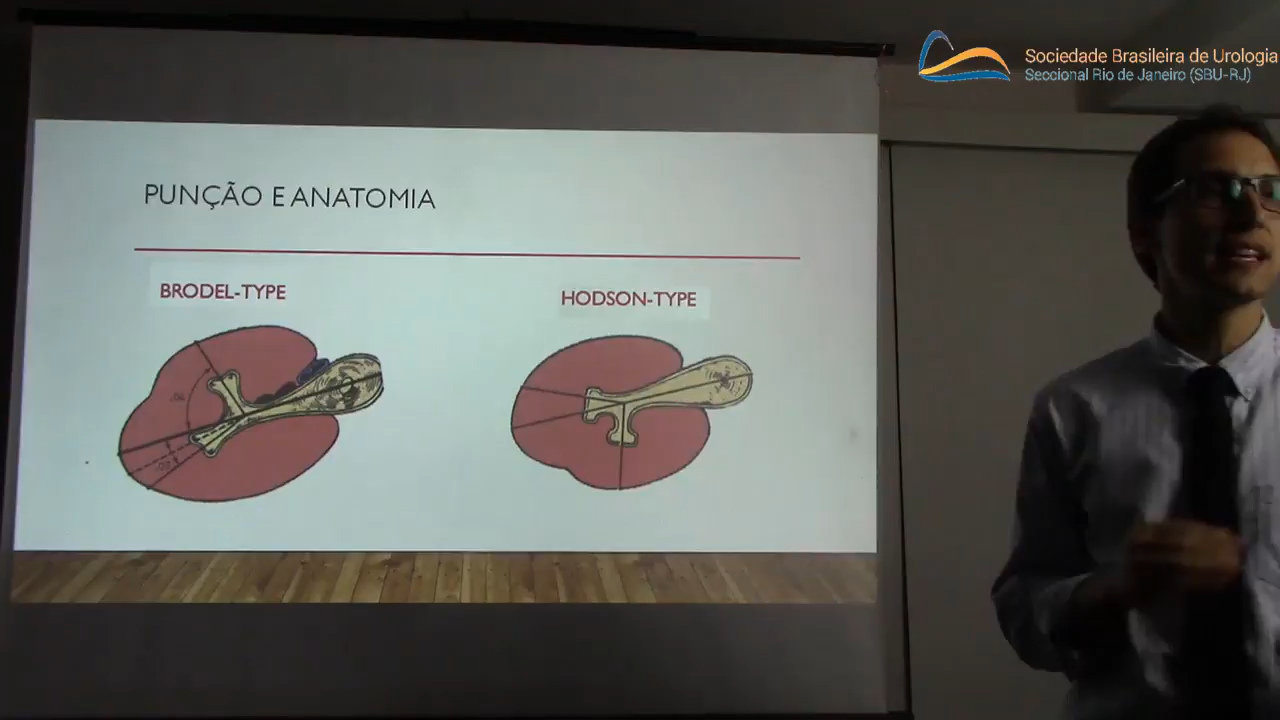 Sociedade Brasileira de Urologia
Seccional Rio de Janeiro (SBU-RJ)
PUNÇÃO E ANATOMIA
BRODEL-TYPE
HODSON-TYPE